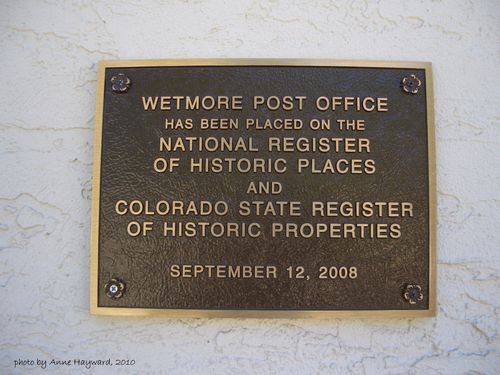 WETMORE POST OFFICE
HAS BEEN PLACED ON THE
NATIONAL REGISTER
OF HISTORIC PLACES
AND
COLORADO STATE REGISTER
OF HISTORIC PROPERTIES
SEPTEMBER 12, 2008
photo by Anne Hayward, 2010